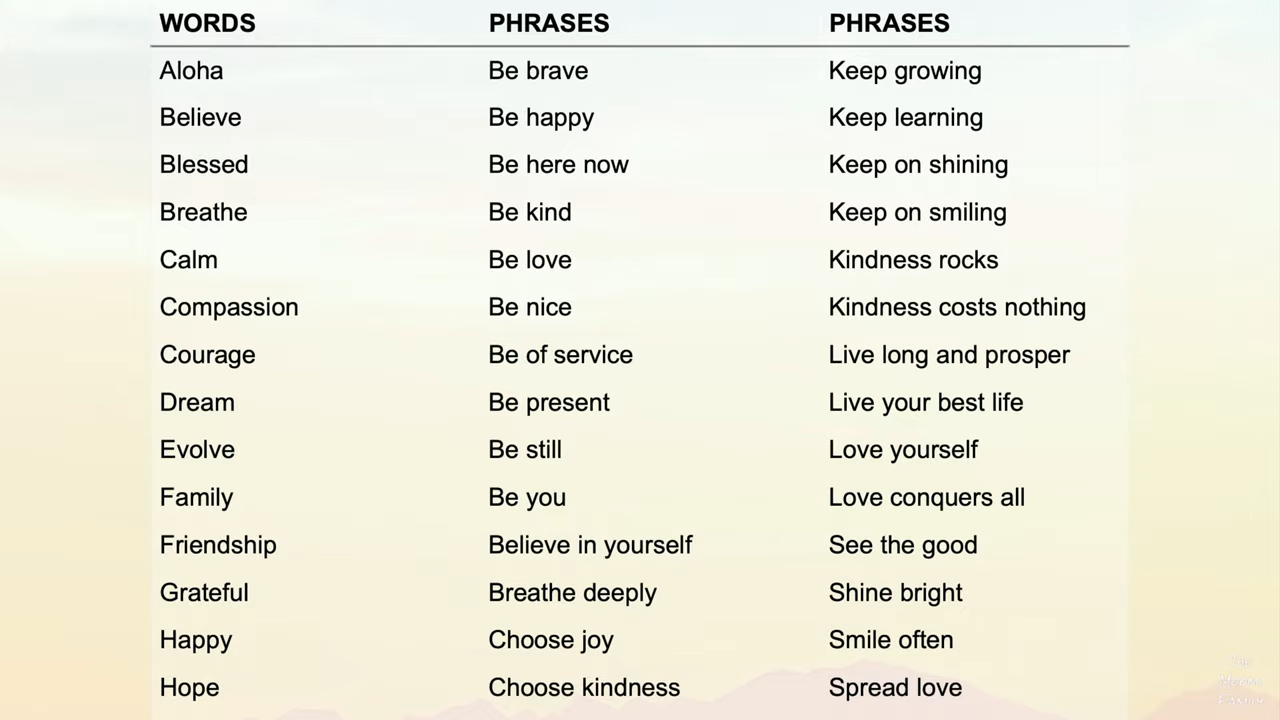 WORDS PHRASES PHRASES
Aloha Be brave Keep growing
Believe Be happy Keep learning
Blessed Be here now Keep on shining
Breathe Be kind Keep on smiling
Calm Be love Kindness rocks
Compassion Be nice Kindness costs nothing
Courage Be of service Live long and prosper
Dream Be present Live your best life
Evolve Be still Love yourself
Family Be you Love conquers all
Friendship Believe in yourself See the good
Grateful Breathe deeply Shine bright
Happy Choose joy Smile often
Hope Choose kindness Spread love